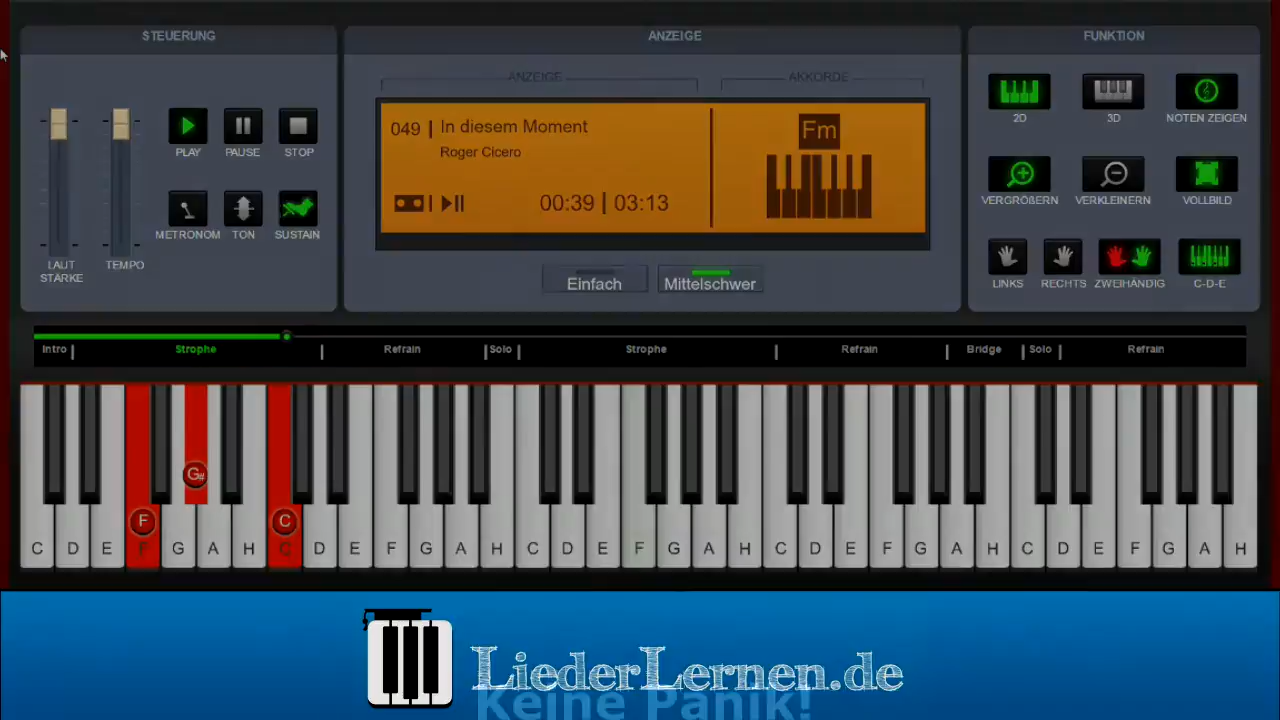 STEUERUNG
ANZEIGE
FUNKTION
ANZEIGE
AKKORDE
049 | In diesem Moment
Roger Cicero
Fm
00:39 | 03:13
PLAY
PAUSE
STOP
METRONOM
TON
SUSTAIN
LAUT
STÄRKE
TEMPO
Einfach
Mittelschwer
2D
3D
NOTEN ZEIGEN
VERGRÖßERN
VERKLEINERN
VOLLBILD
LINKS
RECHTS
ZWEIHÄNDIG
C-D-E
Intro | Strophe | Refrain | Solo | Strophe | Refrain | Bridge | Solo | Refrain
G#
F C
C D E F G A H C D E F G A H C D E F G A H C D E F G A H C D E F G A H
LiederLernen.de
Keine Panik!